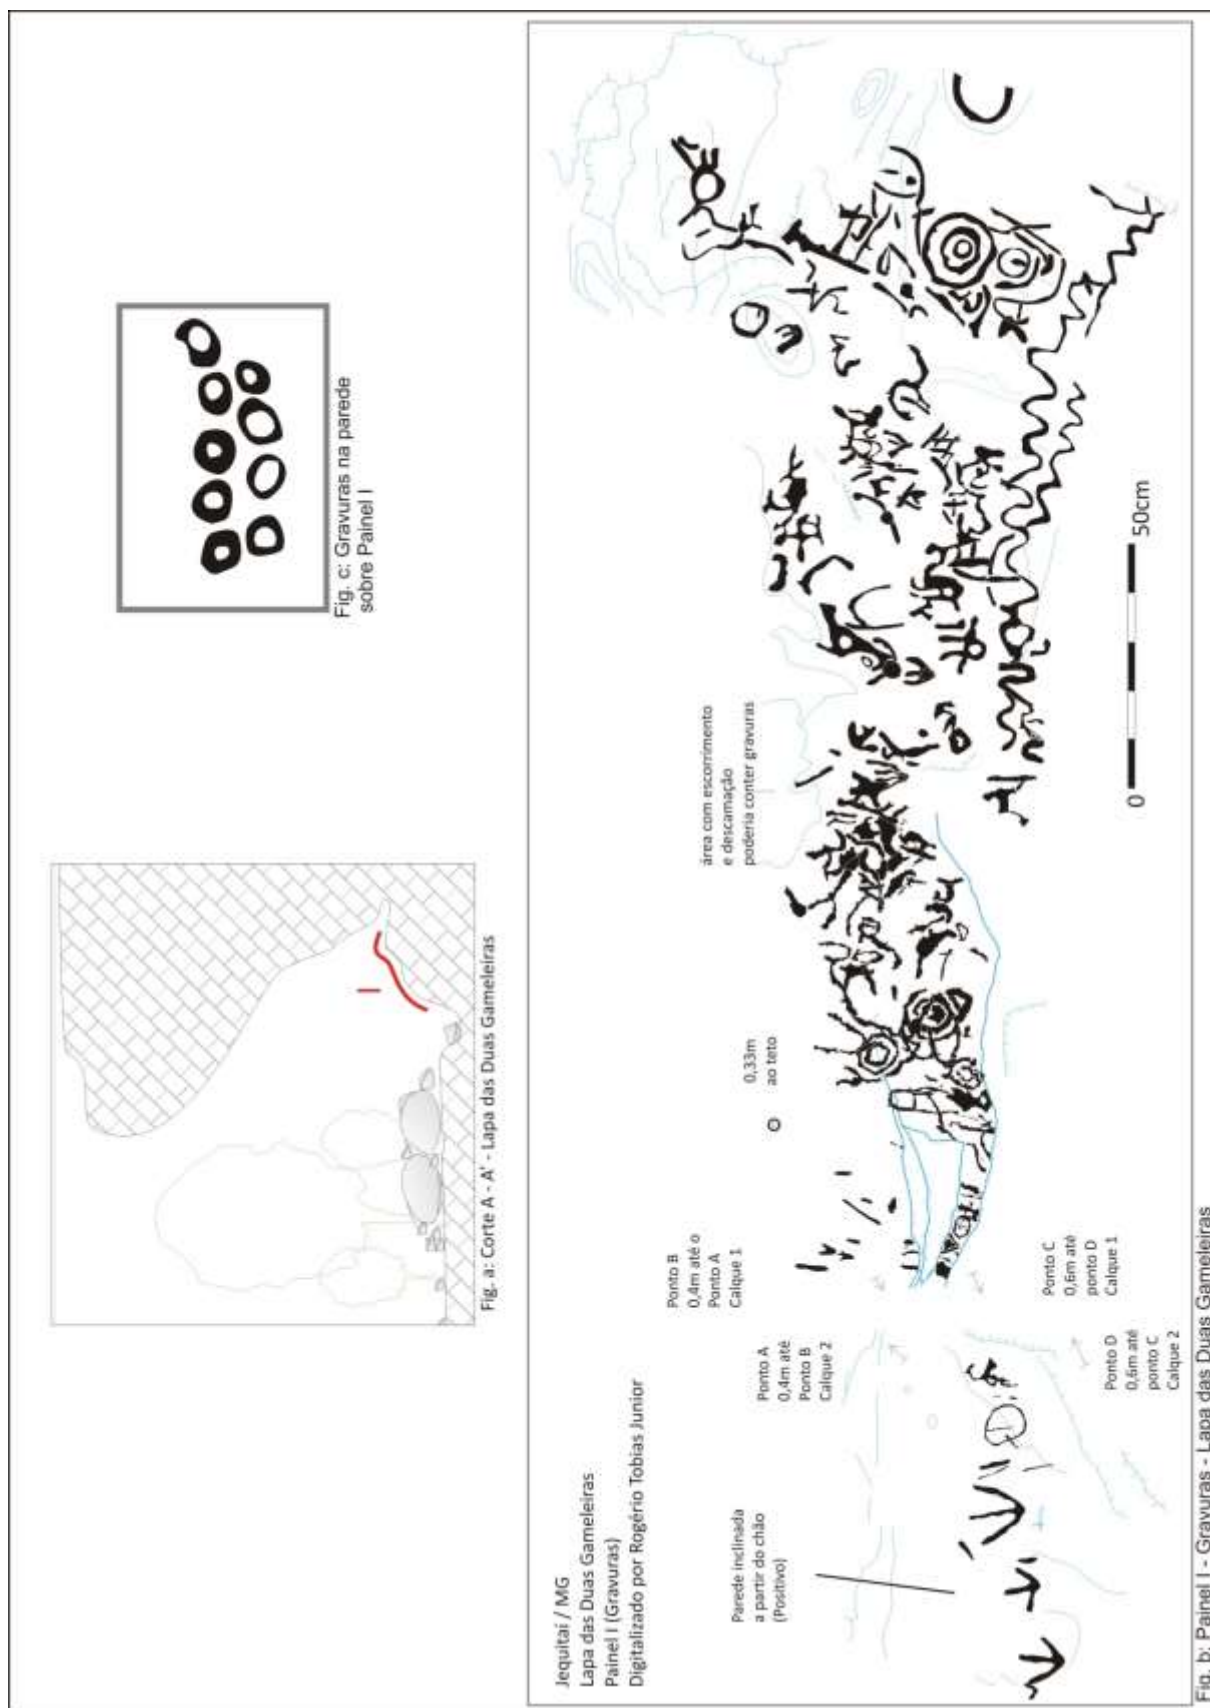 Fig. a: Corte A - A' - Lapa das Duas Gameleiras
I
Fig. c: Gravuras na parede
sobre Painel I
Jequitaí / MG
Lapa das Duas Gameleiras
Painel I (Gravuras)
Digitalizado por Rogério Tobias Junior
Parede inclinada
a partir do chão
(Positivo)
Ponto A
0,4m até
Ponto B
Calque 2
Ponto B
0,4m até o
Ponto A
Calque 1
0,33m
ao teto
área com escorrimento
e descamação
poderia conter gravuras
Ponto D
0,6m até
ponto C
Calque 2
Ponto C
0,6m até
ponto D
Calque 1
0
50cm
Fig. b: Painel I - Gravuras - Lapa das Duas Gameleiras